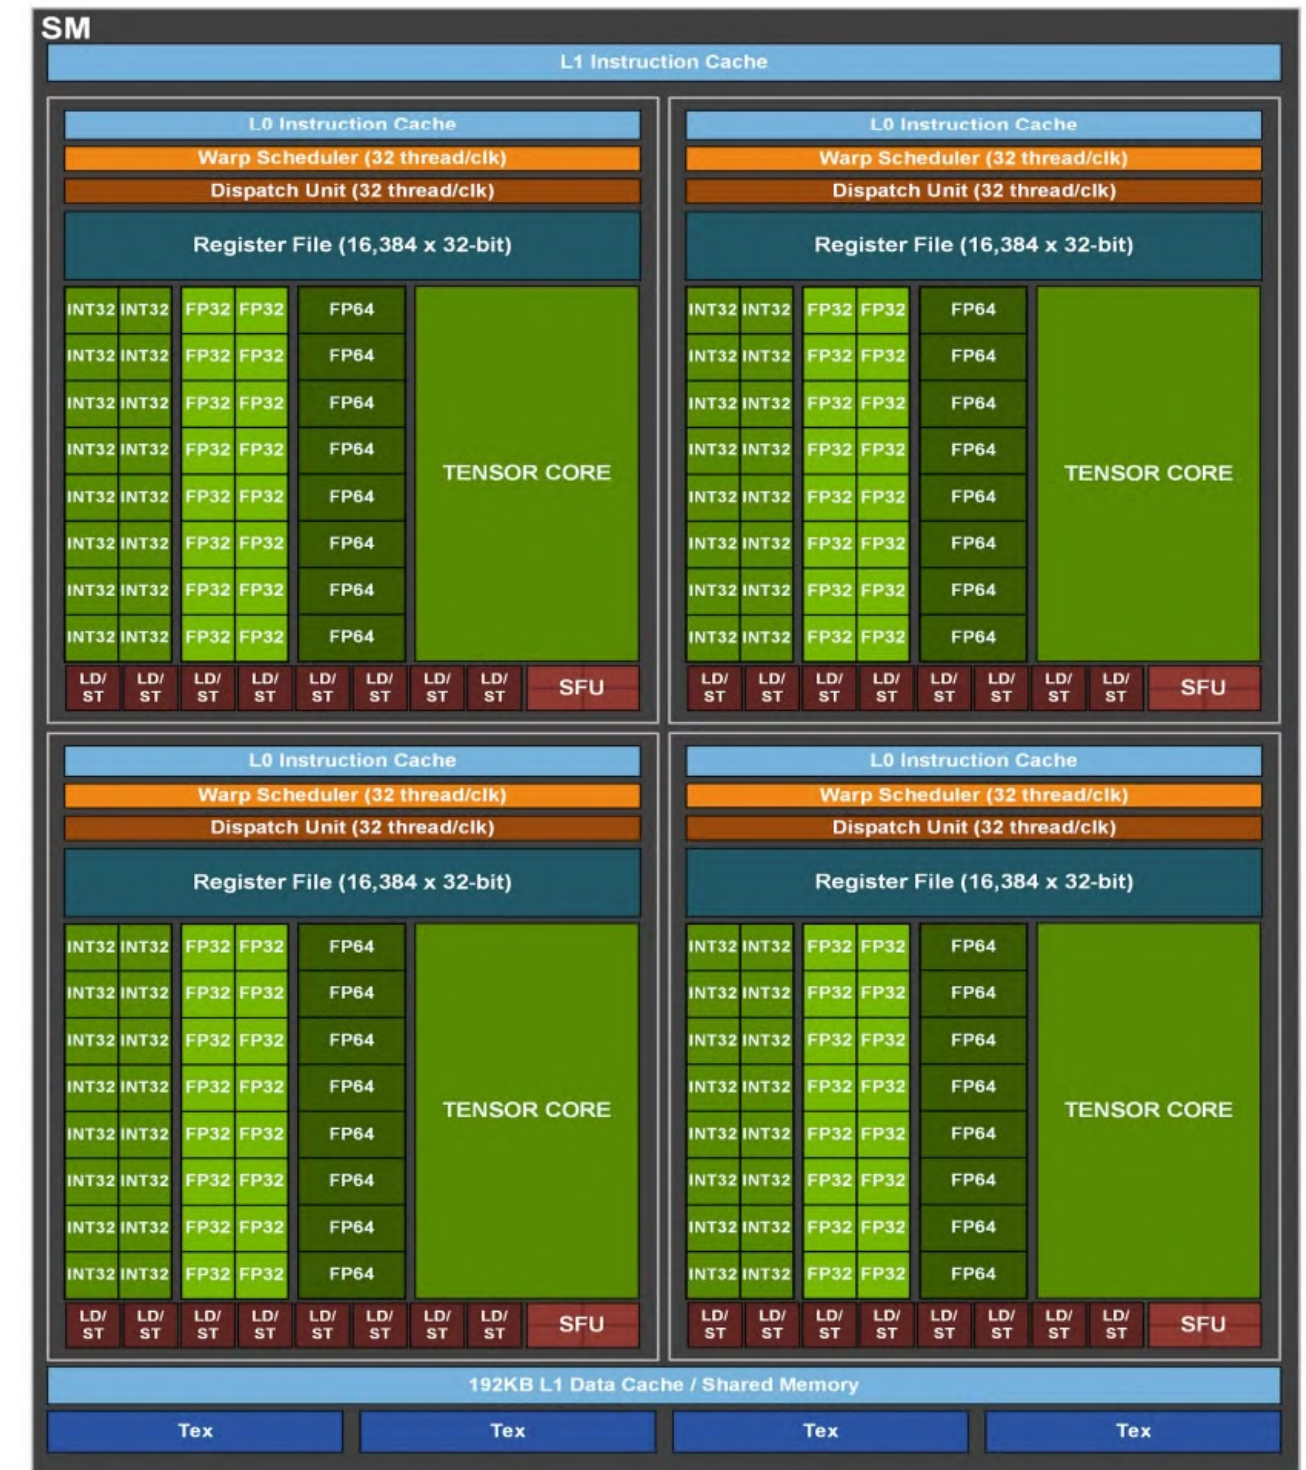 SM
L1 Instruction Cache
L0 Instruction Cache
Warp Scheduler (32 thread/clk)
Dispatch Unit (32 thread/clk)
Register File (16,384 x 32-bit)
INT32 INT32 FP32 FP32 FP64
INT32 INT32 FP32 FP32 FP64
INT32 INT32 FP32 FP32 FP64
INT32 INT32 FP32 FP32 FP64
TENSOR CORE
INT32 INT32 FP32 FP32 FP64
INT32 INT32 FP32 FP32 FP64
INT32 INT32 FP32 FP32 FP64
INT32 INT32 FP32 FP32 FP64
LD/ LD/ LD/ LD/ LD/ LD/ LD/ LD/
ST ST ST ST ST ST ST ST
SFU
L0 Instruction Cache
Warp Scheduler (32 thread/clk)
Dispatch Unit (32 thread/clk)
Register File (16,384 x 32-bit)
INT32 INT32 FP32 FP32 FP64
INT32 INT32 FP32 FP32 FP64
INT32 INT32 FP32 FP32 FP64
INT32 INT32 FP32 FP32 FP64
TENSOR CORE
INT32 INT32 FP32 FP32 FP64
INT32 INT32 FP32 FP32 FP64
INT32 INT32 FP32 FP32 FP64
INT32 INT32 FP32 FP32 FP64
LD/ LD/ LD/ LD/ LD/ LD/ LD/ LD/
ST ST ST ST ST ST ST ST
SFU
L0 Instruction Cache
Warp Scheduler (32 thread/clk)
Dispatch Unit (32 thread/clk)
Register File (16,384 x 32-bit)
INT32 INT32 FP32 FP32 FP64
INT32 INT32 FP32 FP32 FP64
INT32 INT32 FP32 FP32 FP64
INT32 INT32 FP32 FP32 FP64
TENSOR CORE
INT32 INT32 FP32 FP32 FP64
INT32 INT32 FP32 FP32 FP64
INT32 INT32 FP32 FP32 FP64
INT32 INT32 FP32 FP32 FP64
LD/ LD/ LD/ LD/ LD/ LD/ LD/ LD/
ST ST ST ST ST ST ST ST
SFU
L0 Instruction Cache
Warp Scheduler (32 thread/clk)
Dispatch Unit (32 thread/clk)
Register File (16,384 x 32-bit)
INT32 INT32 FP32 FP32 FP64
INT32 INT32 FP32 FP32 FP64
INT32 INT32 FP32 FP32 FP64
INT32 INT32 FP32 FP32 FP64
TENSOR CORE
INT32 INT32 FP32 FP32 FP64
INT32 INT32 FP32 FP32 FP64
INT32 INT32 FP32 FP32 FP64
INT32 INT32 FP32 FP32 FP64
LD/ LD/ LD/ LD/ LD/ LD/ LD/ LD/
ST ST ST ST ST ST ST ST
SFU
192KB L1 Data Cache / Shared Memory
Tex Tex Tex Tex